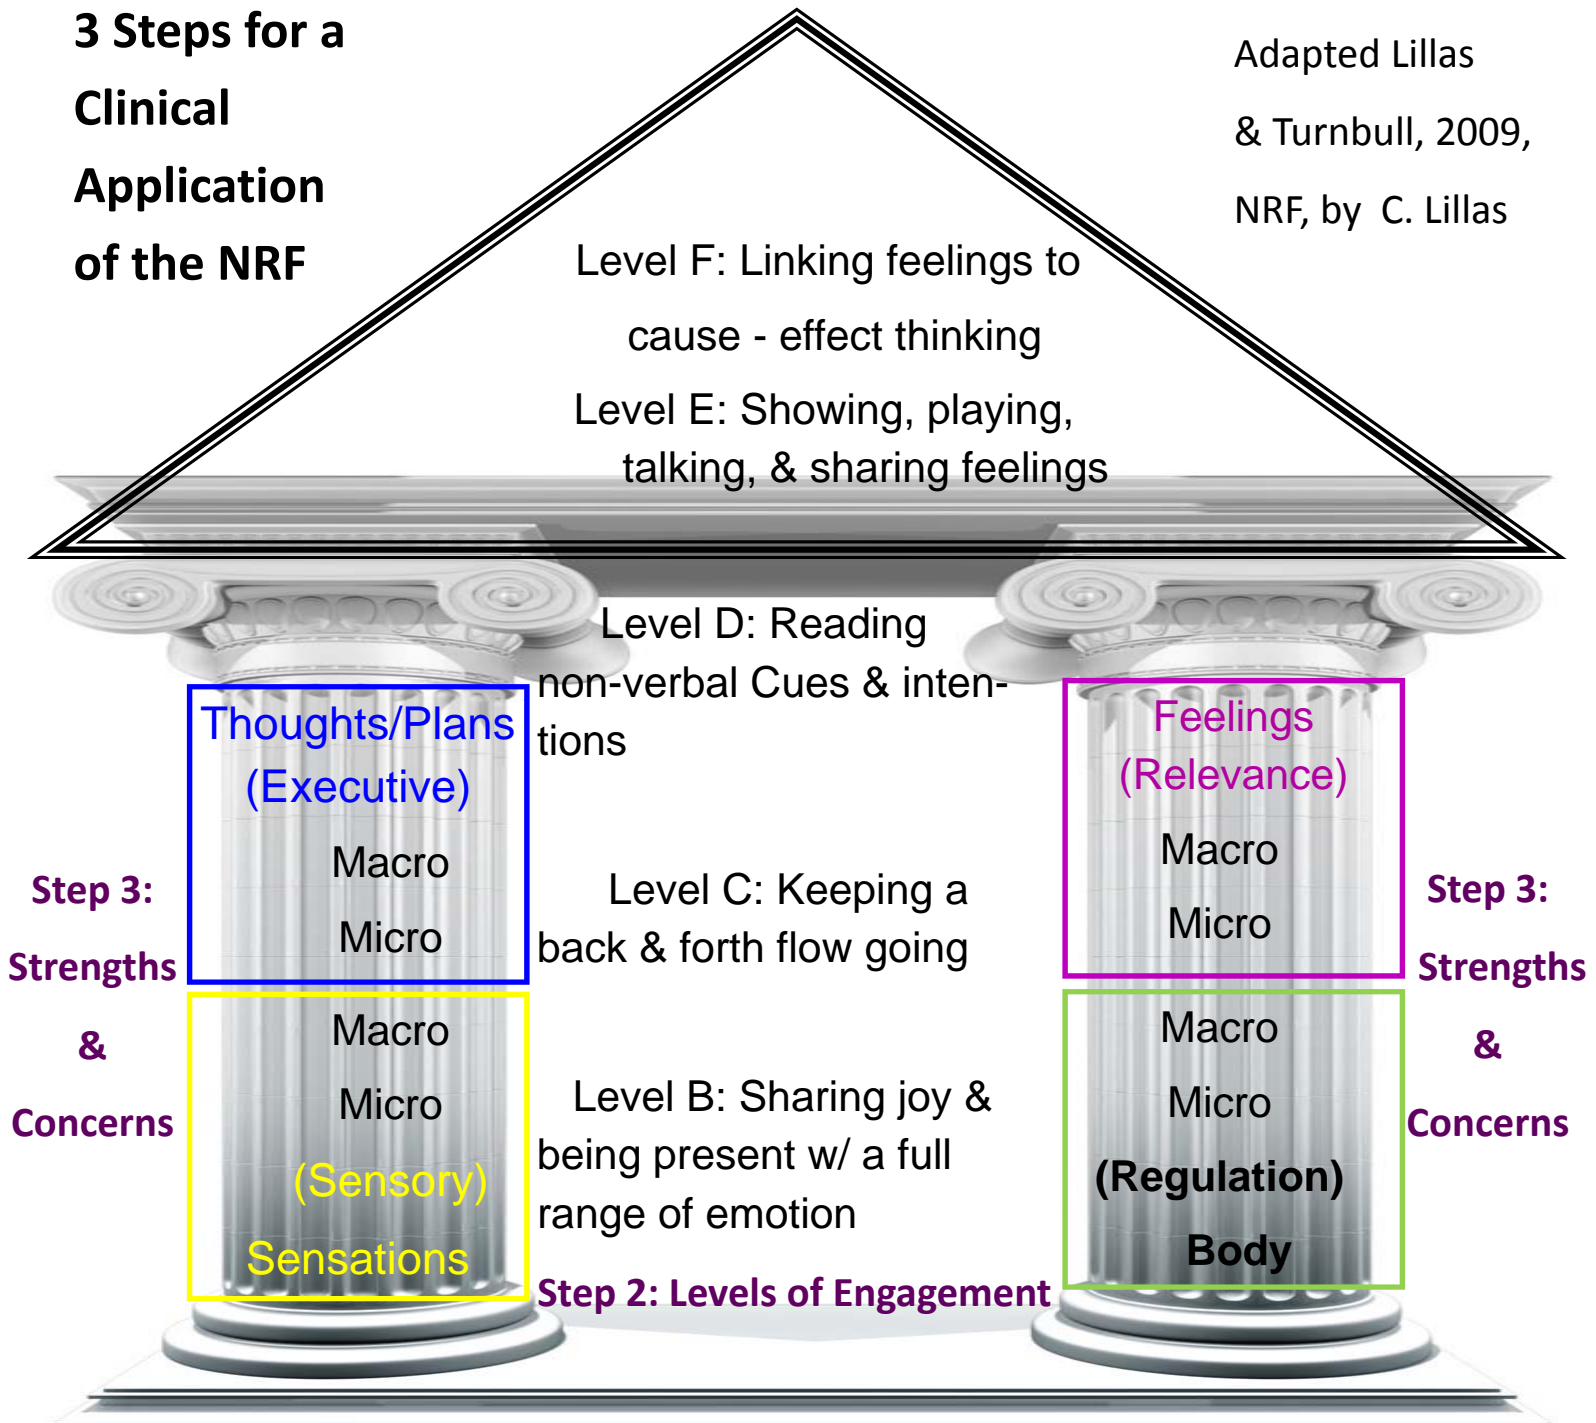 3 Steps for a
Clinical
Application
of the NRF
Adapted Lillas
& Turnbull, 2009,
NRF, by C. Lillas
Level F: Linking feelings to
cause - effect thinking
Level E: Showing, playing,
talking, & sharing feelings
Level D: Reading
non-verbal Cues & inten-
tions
Level C: Keeping a
back & forth flow going
Level B: Sharing joy &
being present w/ a full
range of emotion
Step 2: Levels of Engagement
Thoughts/Plans
(Executive)
Macro
Micro
Macro
Micro
(Sensory)
Sensations
Step 3:
Strengths
&
Concerns
Feelings
(Relevance)
Macro
Micro
Macro
Micro
(Regulation)
Body
Step 3:
Strengths
&
Concerns